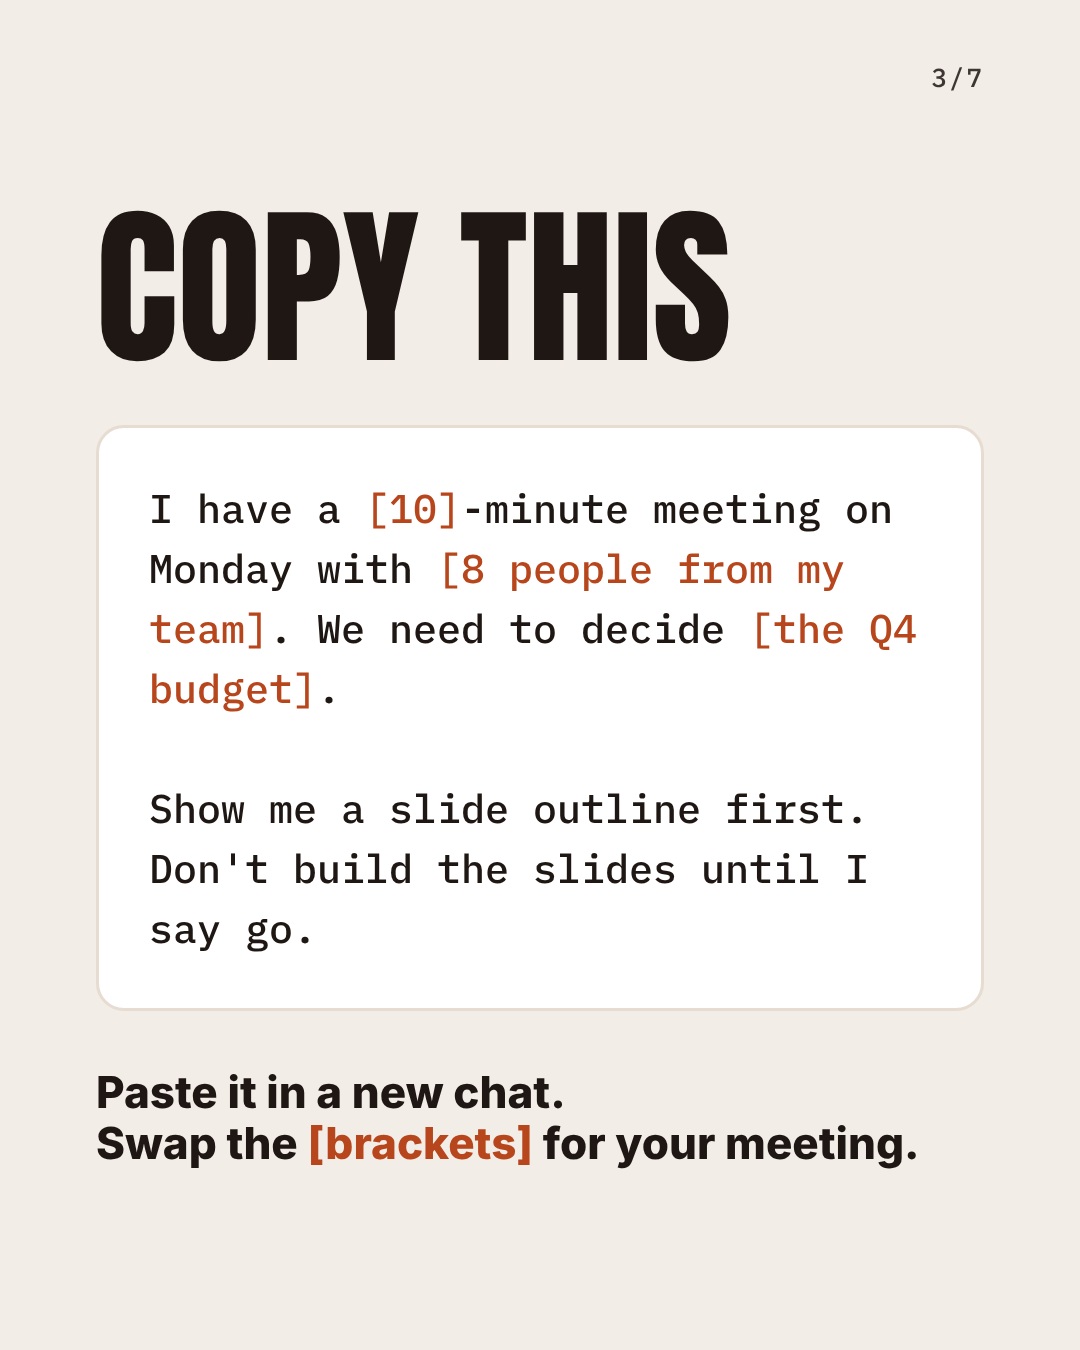 3/7
COPY THIS
I have a [10]-minute meeting on
Monday with [8 people from my
team]. We need to decide [the Q4
budget].
Show me a slide outline first.
Don't build the slides until I
say go.
Paste it in a new chat.
Swap the [brackets] for your meeting.